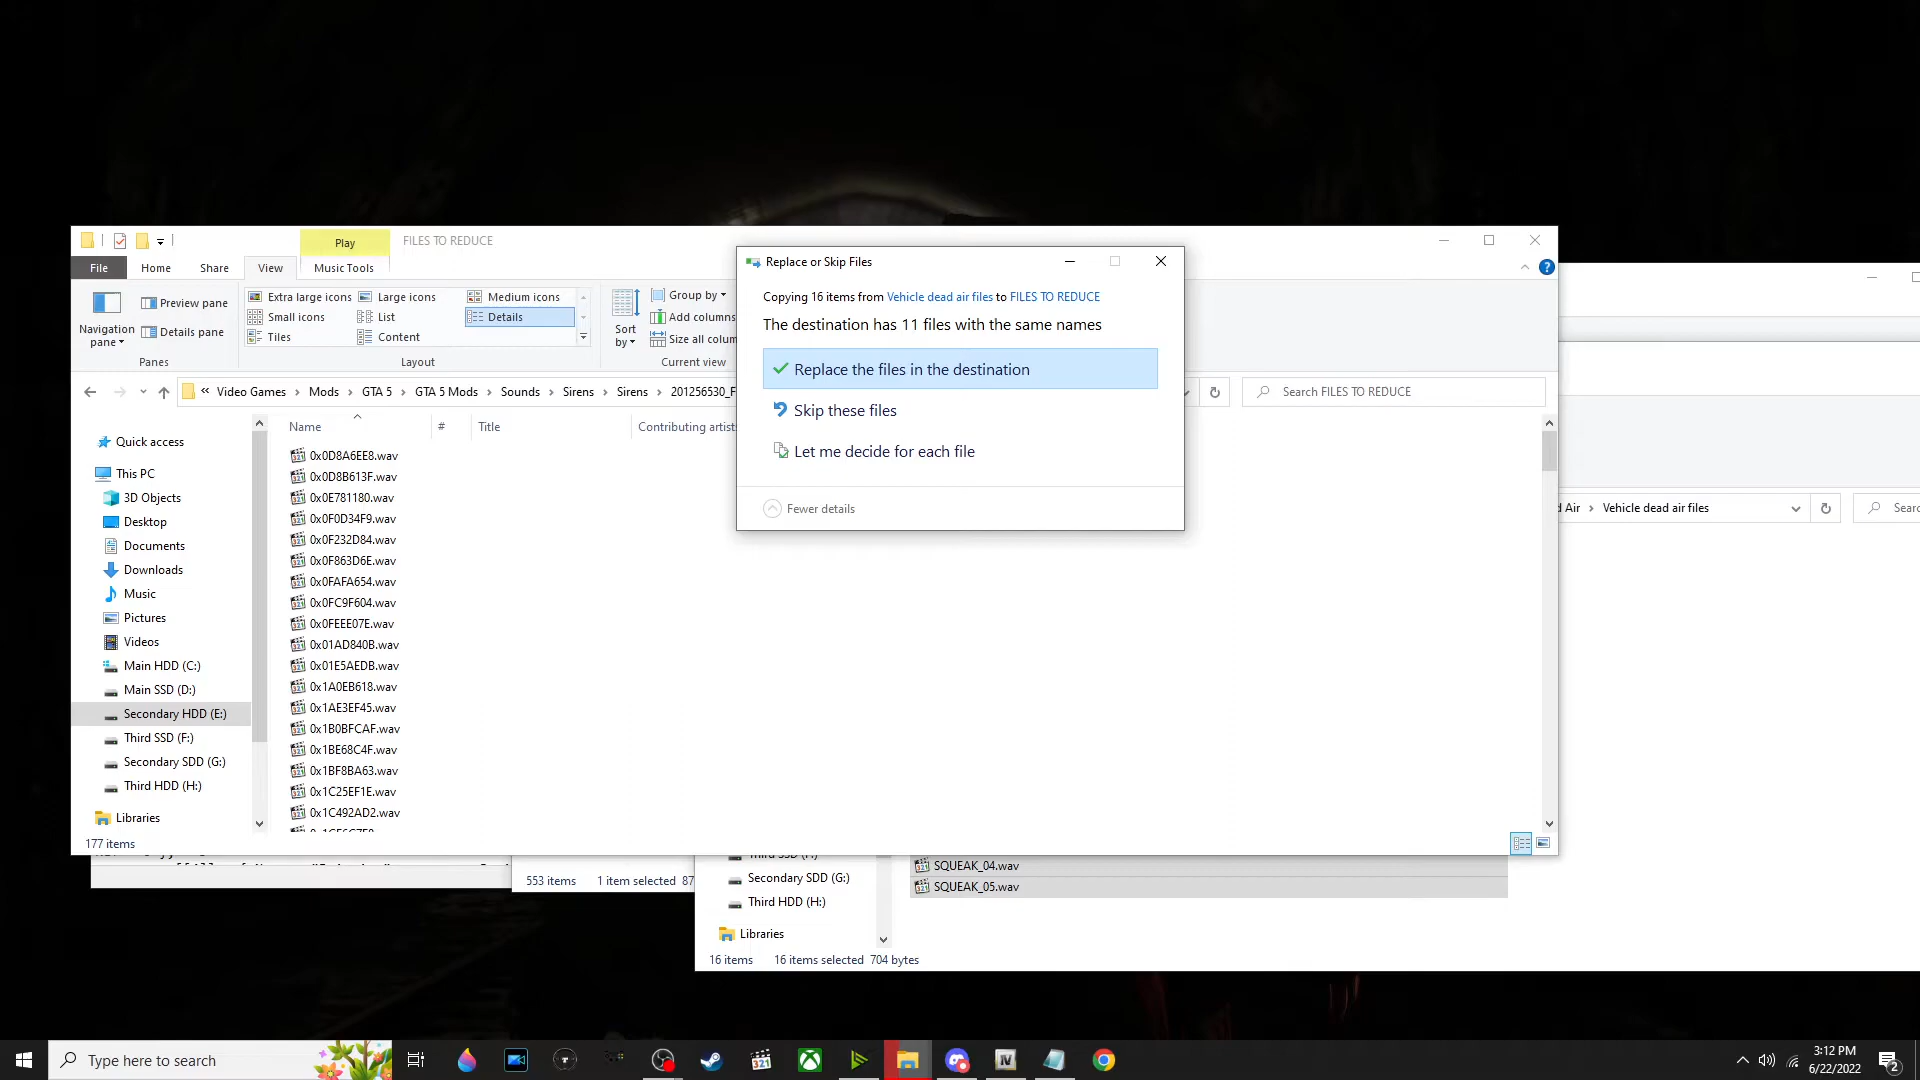 Play
FILES TO REDUCE
File
Home
Share
View
Music Tools
Navigation
pane
Preview pane
Details pane
Panes
Extra large icons
Large icons
Medium icons
Small icons
List
Details
Tiles
Content
Layout
Sort
by
Group by
Add columns
Size all colum
Current view
« Video Games › Mods › GTA 5 › GTA 5 Mods › Sounds › Sirens › Sirens › 201256530_F
Search FILES TO REDUCE
Name
#
Title
Contributing artist
Quick access
This PC
3D Objects
Desktop
Documents
Downloads
Music
Pictures
Videos
Main HDD (C:)
Main SSD (D:)
Secondary HDD (E:)
Third SSD (F:)
Secondary SDD (G:)
Third HDD (H:)
Libraries
0x0D8A6EE8.wav
0x0D8B613F.wav
0x0E781180.wav
0x0F0D34F9.wav
0x0F232D84.wav
0x0F863D6E.wav
0x0FAFA654.wav
0x0FC9F604.wav
0x0FEEE07E.wav
0x01AD840B.wav
0x01E5AEDB.wav
0x1A0EB618.wav
0x1AE3EF45.wav
0x1B0BFCAF.wav
0x1BE68C4F.wav
0x1BF8BA63.wav
0x1C25EF1E.wav
0x1C492AD2.wav
177 items
Replace or Skip Files
Copying 16 items from Vehicle dead air files to FILES TO REDUCE
The destination has 11 files with the same names
Replace the files in the destination
Skip these files
Let me decide for each file
Fewer details
d Air › Vehicle dead air files
Searc
553 items
1 item selected 87
Secondary SDD (G:)
Third HDD (H:)
Libraries
SQUEAK_04.wav
SQUEAK_05.wav
16 items
16 items selected 704 bytes
Type here to search
321
IV
3:12 PM
6/22/2022
2